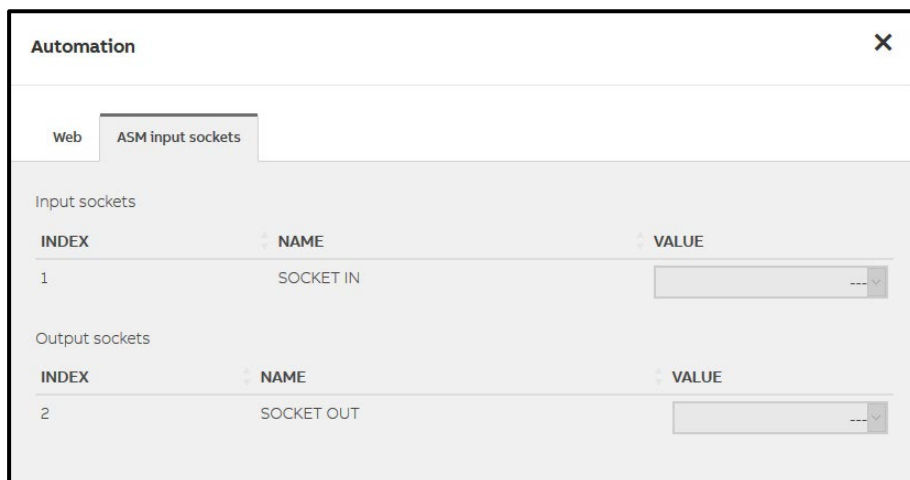 Automation
Web ASM input sockets
Input sockets
INDEX NAME VALUE
1 SOCKET IN ---
Output sockets
INDEX NAME VALUE
2 SOCKET OUT ---